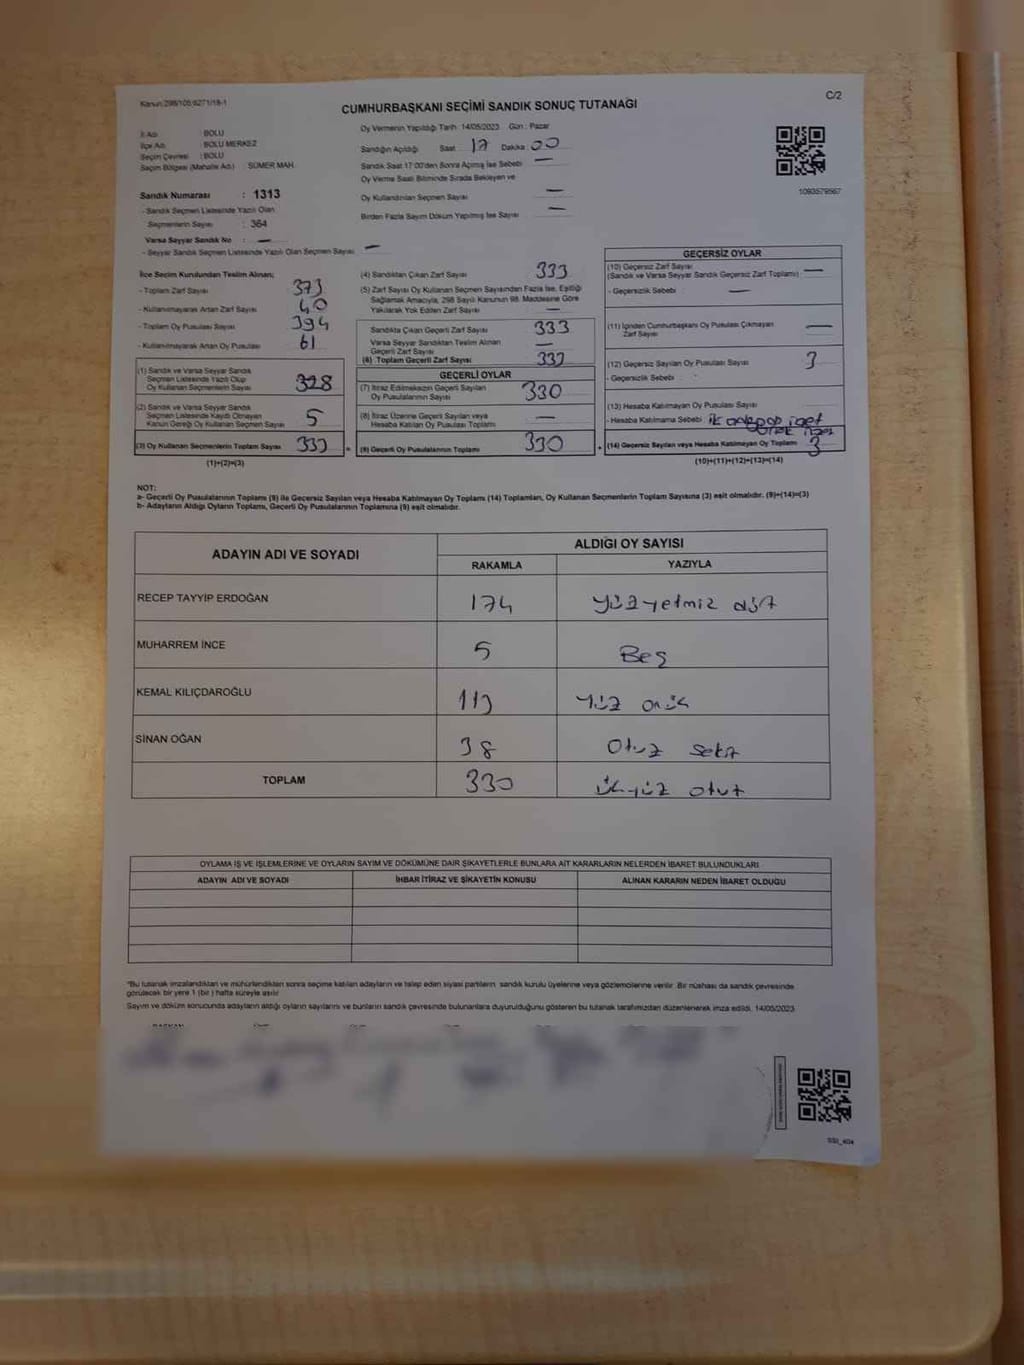 Kanun:298/105;6271/18-1
C/2
CUMHURBAŞKANI SEÇİMİ SANDIK SONUÇ TUTANAĞI
İl Adı : BOLU
İlçe Adı : BOLU MERKEZ
Seçim Çevresi : BOLU
Seçim Bölgesi (Mahalle Adı) : SÜMER MAH.
Sandık Numarası : 1313
- Sandık Seçmen Listesinde Yazılı Olan
Seçmenlerin Sayısı : 364
Varsa Seyyar Sandık No : —
- Seyyar Sandık Seçmen Listesinde Yazılı Olan Seçmen Sayısı —
Oy Vermenin Yapıldığı Tarih :14/05/2023 Gün : Pazar
Sandığın Açıldığı Saat 17 Dakika : 00
Sandık Saat 17:00'den Sonra Açılmış İse Sebebi —
Oy Verme Saati Bitiminde Sırada Bekleyen ve
Oy Kullandırılan Seçmen Sayısı —
Birden Fazla Sayım Döküm Yapılmış İse Sayısı —
1093579567
İlçe Seçim Kurulundan Teslim Alınan;
- Toplam Zarf Sayısı 373
- Kullanılmayarak Artan Zarf Sayısı 40
- Toplam Oy Pusulası Sayısı 394
- Kullanılmayarak Artan Oy Pusulası 61
(1) Sandık ve Varsa Seyyar Sandık
Seçmen Listesinde Yazılı Olup
Oy Kullanan Seçmenlerin Sayısı 328
(2) Sandık ve Varsa Seyyar Sandık
Seçmen Listesinde Kayıtlı Olmayan
Kanun Gereği Oy Kullanan Seçmen Sayısı 5
(3) Oy Kullanan Seçmenlerin Toplam Sayısı 333 =
(1)+(2)=(3)
(4) Sandıktan Çıkan Zarf Sayısı 333
(5) Zarf Sayısı Oy Kullanan Seçmen Sayısından Fazla İse, Eşitliği
Sağlamak Amacıyla, 298 Sayılı Kanunun 98. Maddesine Göre
Yakılarak Yok Edilen Zarf Sayısı —
Sandıkta Çıkan Geçerli Zarf Sayısı 333
Varsa Seyyar Sandıktan Teslim Alınan
Geçerli Zarf Sayısı —
(6) Toplam Geçerli Zarf Sayısı 333
GEÇERLİ OYLAR
(7) İtiraz Edilmeksizin Geçerli Sayılan
Oy Pusulasının Sayısı 330
(8) İtiraz Üzerine Geçerli Sayılan veya
Hesaba Katılan Oy Pusulası Toplamı —
(9) Geçerli Oy Pusulalarının Toplamı 330 +
GEÇERSİZ OYLAR
(10) Geçersiz Zarf Sayısı
(Sandık ve Varsa Seyyar Sandık Geçersiz Zarf Toplamı) —
- Geçersizlik Sebebi —
(11) İçinden Cumhurbaşkanı Oy Pusulası Çıkmayan
Zarf Sayısı —
(12) Geçersiz Sayılan Oy Pusulası Sayısı 3
- Geçersizlik Sebebi :
(13) Hesaba Katılmayan Oy Pusulası Sayısı
- Hesaba Katılmama Sebebi
(14) Geçersiz Sayılan veya Hesaba Katılmayan Oy Toplamı 3
(10)+(11)+(12)+(13)=(14)
NOT:
a- Geçerli Oy Pusulalarının Toplamı (9) ile Geçersiz Sayılan veya Hesaba Katılmayan Oy Toplamı (14) Toplamları, Oy Kullanan Seçmenlerin Toplam Sayısına (3) eşit olmalıdır. (9)+(14)=(3)
b- Adayların Aldığı Oyların Toplamı, Geçerli Oy Pusulalarının Toplamına (9) eşit olmalıdır.
ADAYIN ADI VE SOYADI ALDIĞI OY SAYISI
RAKAMLA YAZIYLA
RECEP TAYYİP ERDOĞAN 174 Yüzyetmiş dört
MUHARREM İNCE 5 Beş
KEMAL KILIÇDAROĞLU 113 Yüz onüç
SİNAN OĞAN 38 Otuz sekiz
TOPLAM 330 üçyüz otuz
OYLAMA İŞ VE İŞLEMLERİNE VE OYLARIN SAYIM VE DÖKÜMÜNE DAİR ŞİKAYETLERLE BUNLARA AİT KARARLARIN NELERDEN İBARET BULUNDUKLARI
ADAYIN ADI VE SOYADI İHBAR İTİRAZ VE ŞİKAYETİN KONUSU ALINAN KARARIN NEDEN İBARET OLDUĞU
*Bu tutanak imzalandıktan ve mühürlendikten sonra seçime katılan adayların ve talep eden siyasi partilerin sandık kurulu üyelerine veya gözlemcilerine verilir. Bir nüshası da sandık çevresinde
görülecek bir yere 1 (bir) hafta süreyle asılır.
Sayım ve döküm sonucunda adayların aldığı oyların sayılarını ve bunların sandık çevresinde bulunanlara duyurulduğunu gösteren bu tutanak tarafımızdan düzenlenerek imza edildi. 14/05/2023